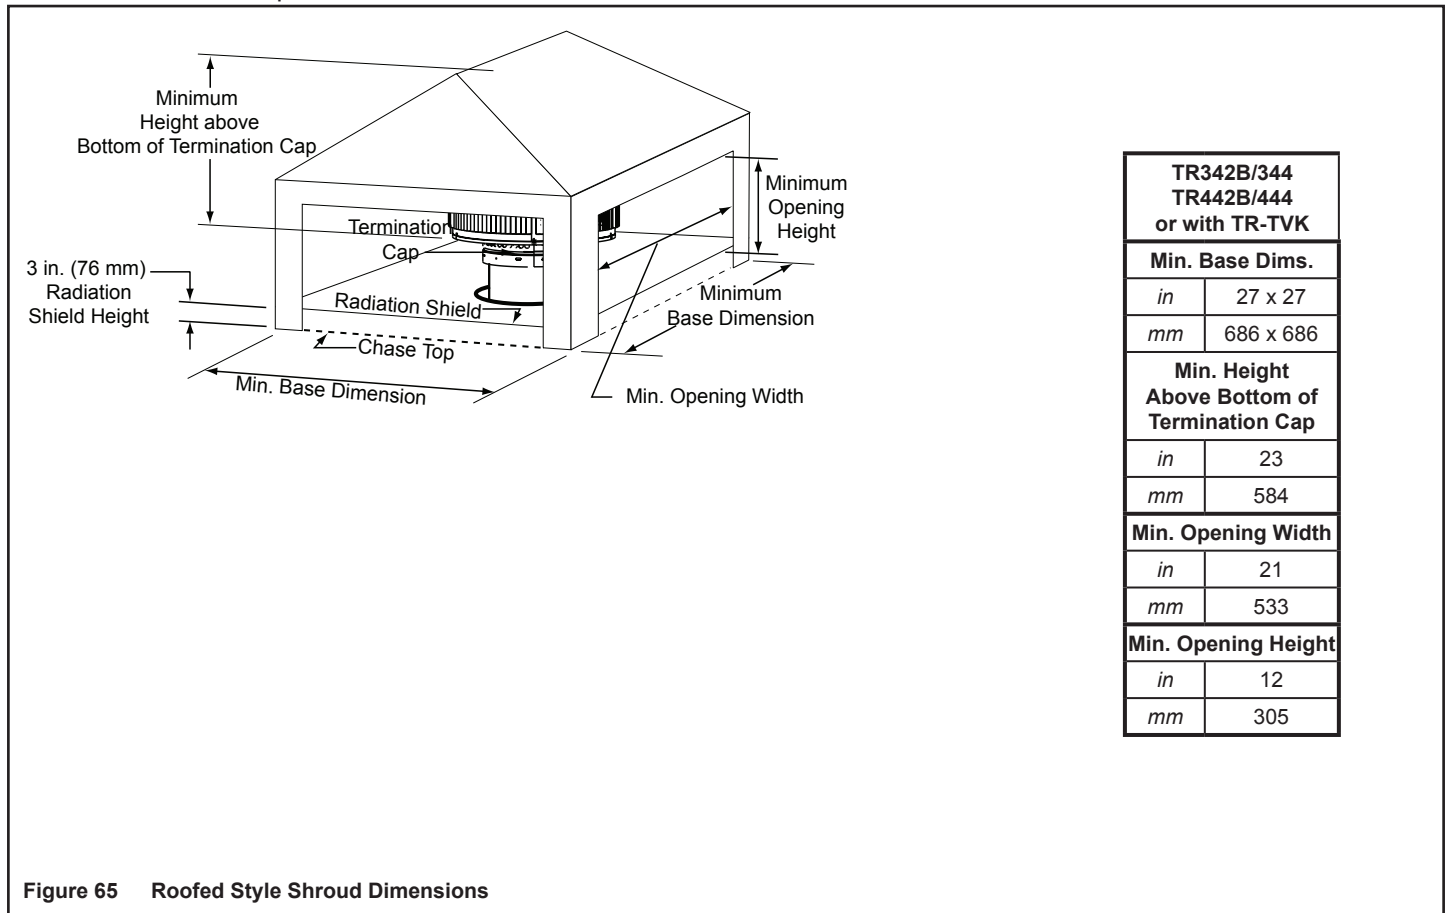 Minimum
Height above
Bottom of Termination Cap
3 in. (76 mm)
Radiation
Shield Height
Termination
Cap
Radiation Shield
Chase Top
Min. Base Dimension
Minimum
Opening
Height
Minimum
Base Dimension
Min. Opening Width
TR342B/344
TR442B/444
or with TR-TVK
Min. Base Dims.
in 27 x 27
mm 686 x 686
Min. Height
Above Bottom of
Termination Cap
in 23
mm 584
Min. Opening Width
in 21
mm 533
Min. Opening Height
in 12
mm 305
Figure 65 Roofed Style Shroud Dimensions